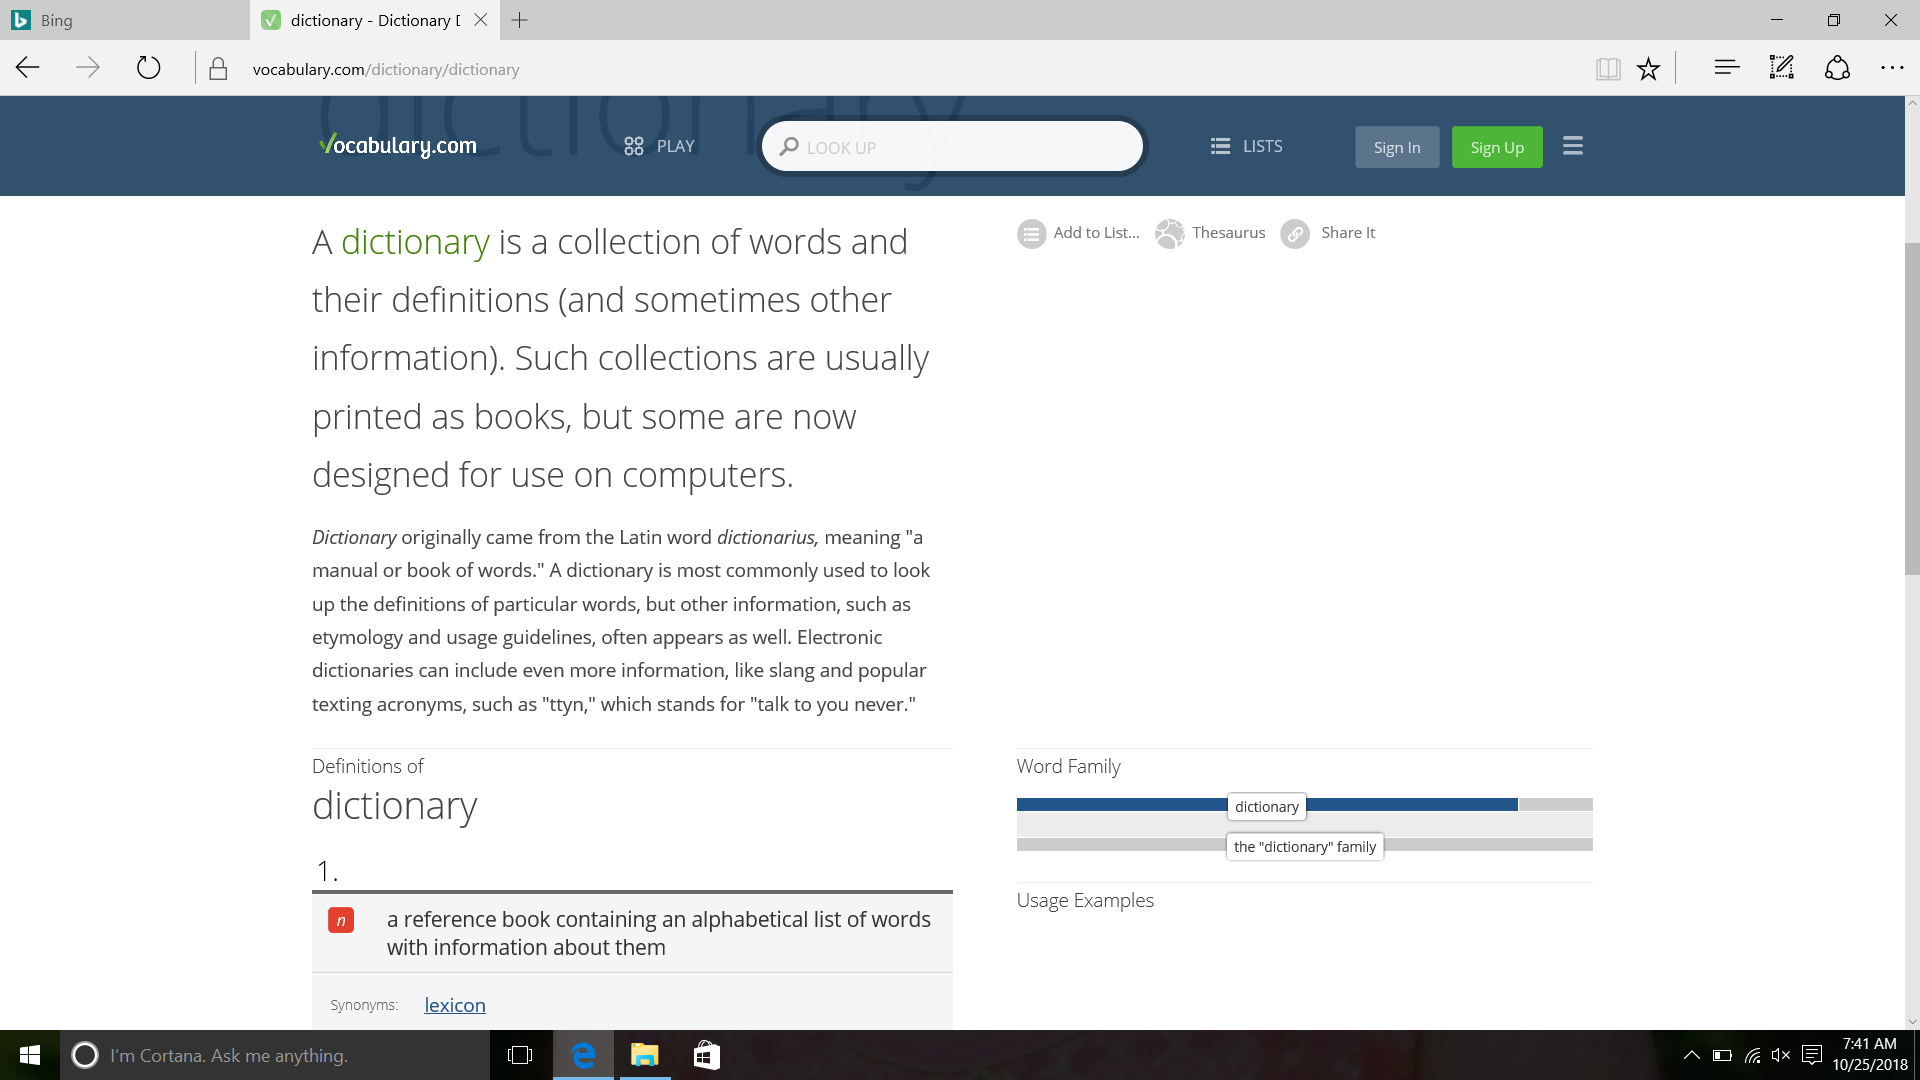 Bing
dictionary - Dictionary D
vocabulary.com/dictionary/dictionary
dictionary
Vocabulary.com
PLAY
LOOK UP
LISTS
Sign In
Sign Up
A dictionary is a collection of words and
their definitions (and sometimes other
information). Such collections are usually
printed as books, but some are now
designed for use on computers.
Add to List...
Thesaurus
Share It
Dictionary originally came from the Latin word dictionarius, meaning "a
manual or book of words." A dictionary is most commonly used to look
up the definitions of particular words, but other information, such as
etymology and usage guidelines, often appears as well. Electronic
dictionaries can include even more information, like slang and popular
texting acronyms, such as "ttyn," which stands for "talk to you never."
Definitions of
dictionary
1.
n
a reference book containing an alphabetical list of words
with information about them
Synonyms: lexicon
Word Family
dictionary
the "dictionary" family
Usage Examples
I'm Cortana. Ask me anything.
7:41 AM
10/25/2018